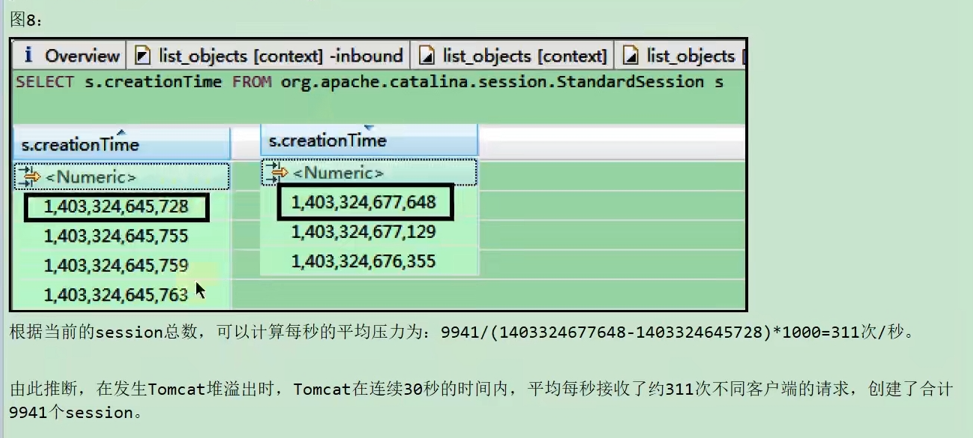 图8:
i Overview list_objects [context] -inbound list_objects [context] list_objects [
SELECT s.creationTime FROM org.apache.catalina.session.StandardSession s
s.creationTime s.creationTime
<Numeric> <Numeric>
1,403,324,645,728 1,403,324,677,648
1,403,324,645,755 1,403,324,677,129
1,403,324,645,759 1,403,324,676,355
1,403,324,645,763
根据当前的session总数，可以计算每秒的平均压力为：9941/(1403324677648-1403324645728)*1000=311次/秒。
由此推断，在发生Tomcat堆溢出时，Tomcat在连续30秒的时间内，平均每秒接收了约311次不同客户端的请求，创建了合计
9941个session。